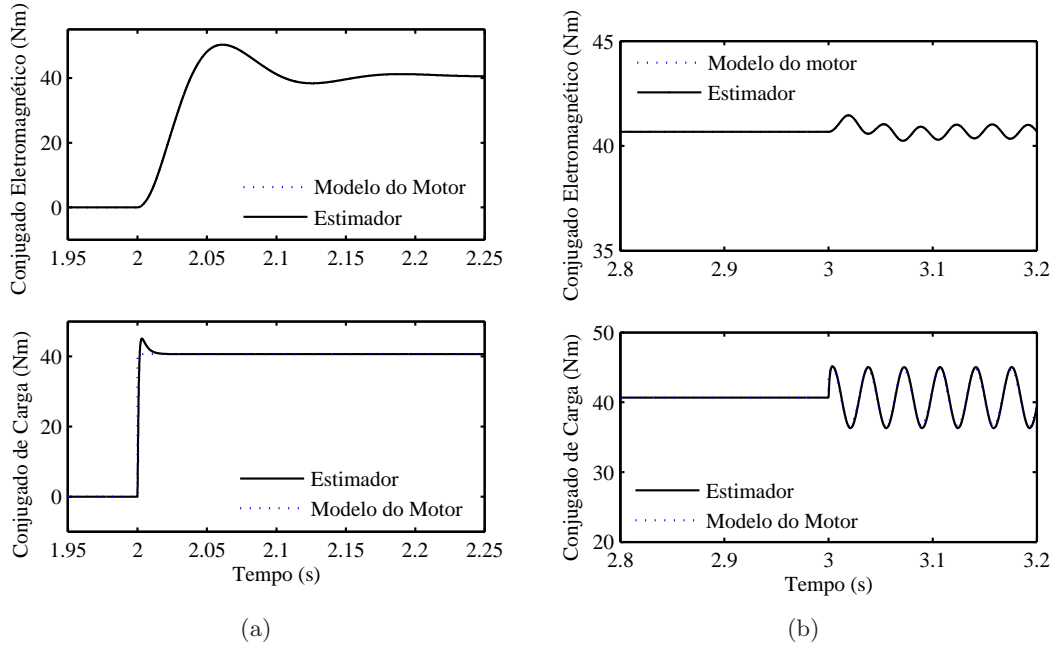 Conjugado Eletromagnético (Nm)
40
20
0
Modelo do Motor
Estimador
1.95
2
2.05
2.1
2.15
2.2
2.25
Conjugado de Carga (Nm)
40
20
0
Estimador
Modelo do Motor
1.95
2
2.05
2.1
2.15
2.2
2.25
Tempo (s)
(a)
Conjugado Eletromagnético (Nm)
45
40
35
Modelo do motor
Estimador
2.8
2.9
3
3.1
3.2
Conjugado de Carga (Nm)
50
40
30
20
Estimador
Modelo do Motor
2.8
2.9
3
3.1
3.2
Tempo (s)
(b)